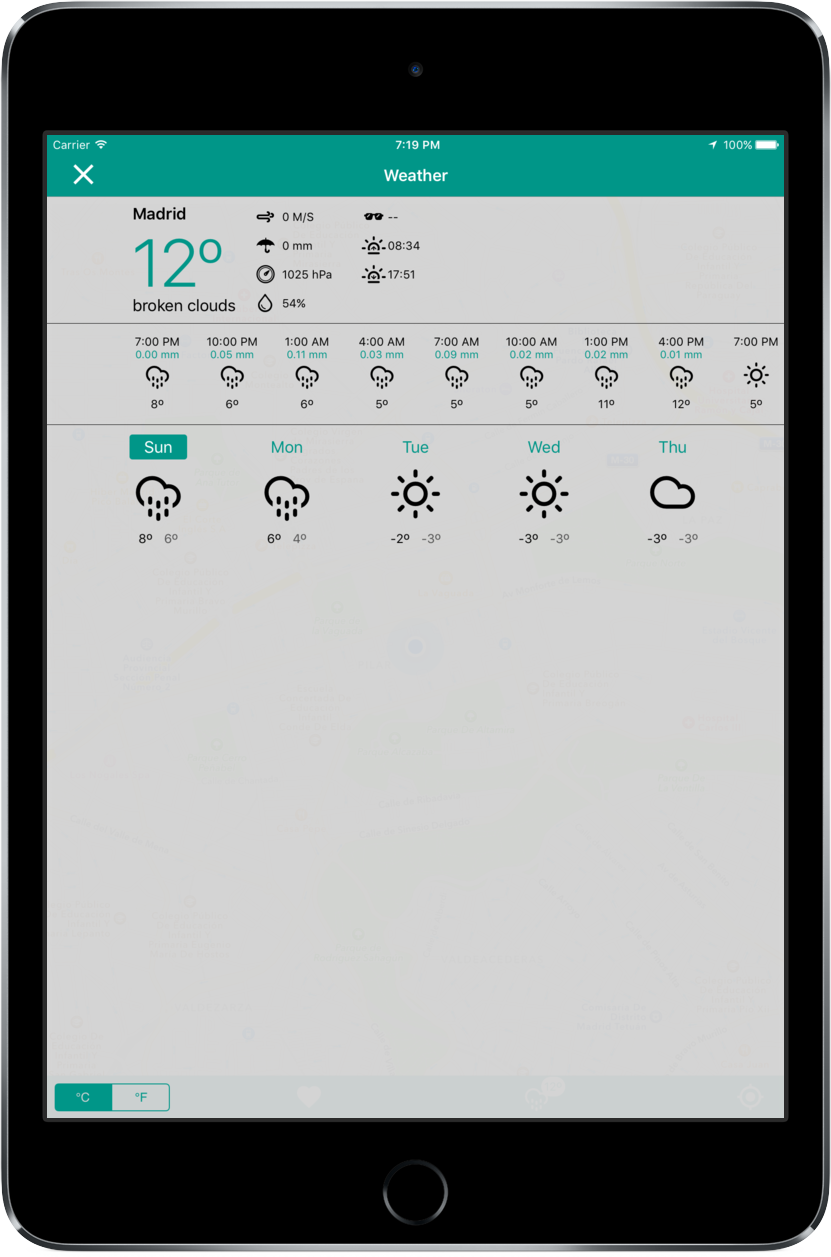 Carrier 7:19 PM 100%
Weather
Madrid
12º
broken clouds
0 M/S
0 mm
1025 hPa
54%
--
08:34
17:51
7:00 PM 10:00 PM 1:00 AM 4:00 AM 7:00 AM 10:00 AM 1:00 PM 4:00 PM 7:00 PM
0.00 mm 0.05 mm 0.11 mm 0.03 mm 0.09 mm 0.02 mm 0.02 mm 0.01 mm
8º 6º 6º 5º 5º 5º 11º 12º 5º
Sun Mon Tue Wed Thu
8º 6º 6º 4º -2º -3º -3º -3º -3º -3º
°C °F